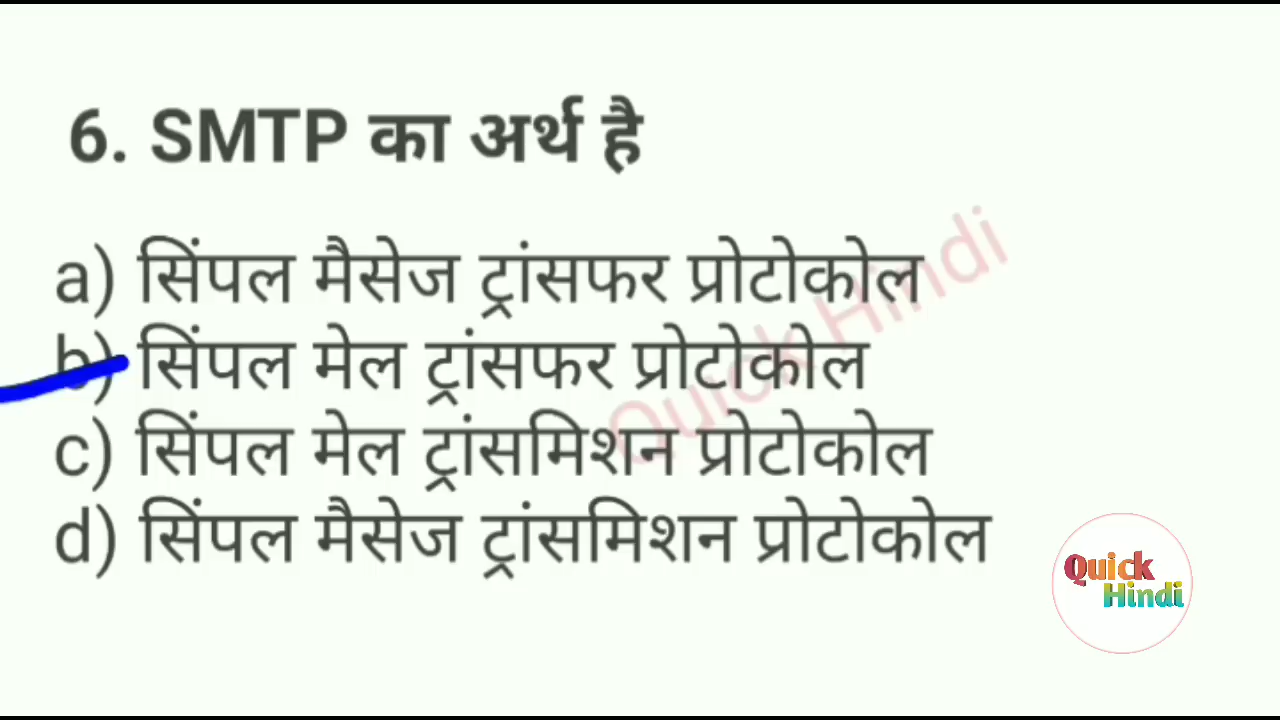 6. SMTP का अर्थ है
a) सिंपल मैसेज ट्रांसफर प्रोटोकोल
b) सिंपल मेल ट्रांसफर प्रोटोकोल
c) सिंपल मेल ट्रांसमिशन प्रोटोकोल
d) सिंपल मैसेज ट्रांसमिशन प्रोटोकोल
Quick Hindi
Quick
Hindi